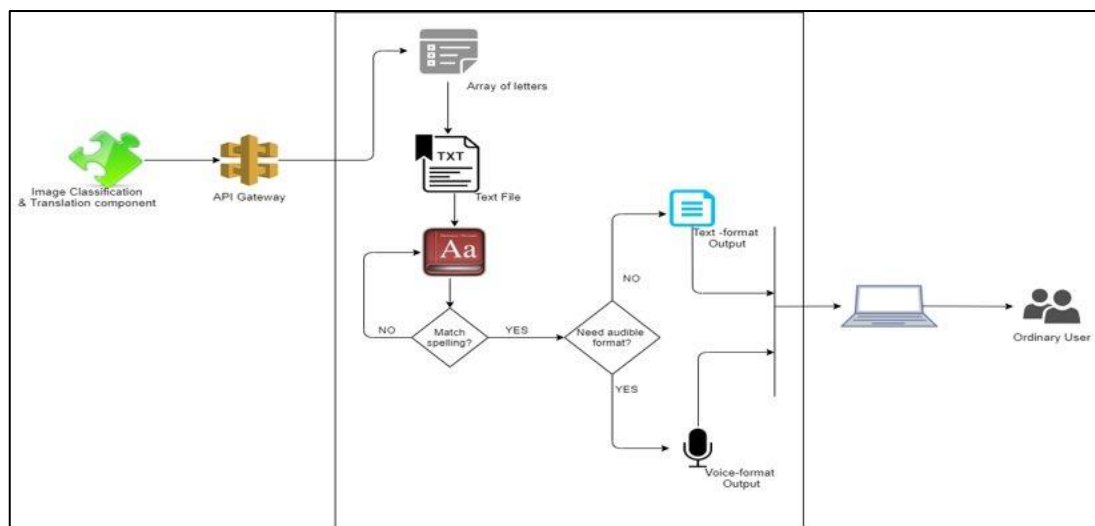 Array of letters
TXT
Text File
Image Classification
& Translation component
API Gateway
Aa
Text -format
Output
NO
NO
Match
spelling?
YES
Need audible
format?
YES
Voice-format
Output
Ordinary User